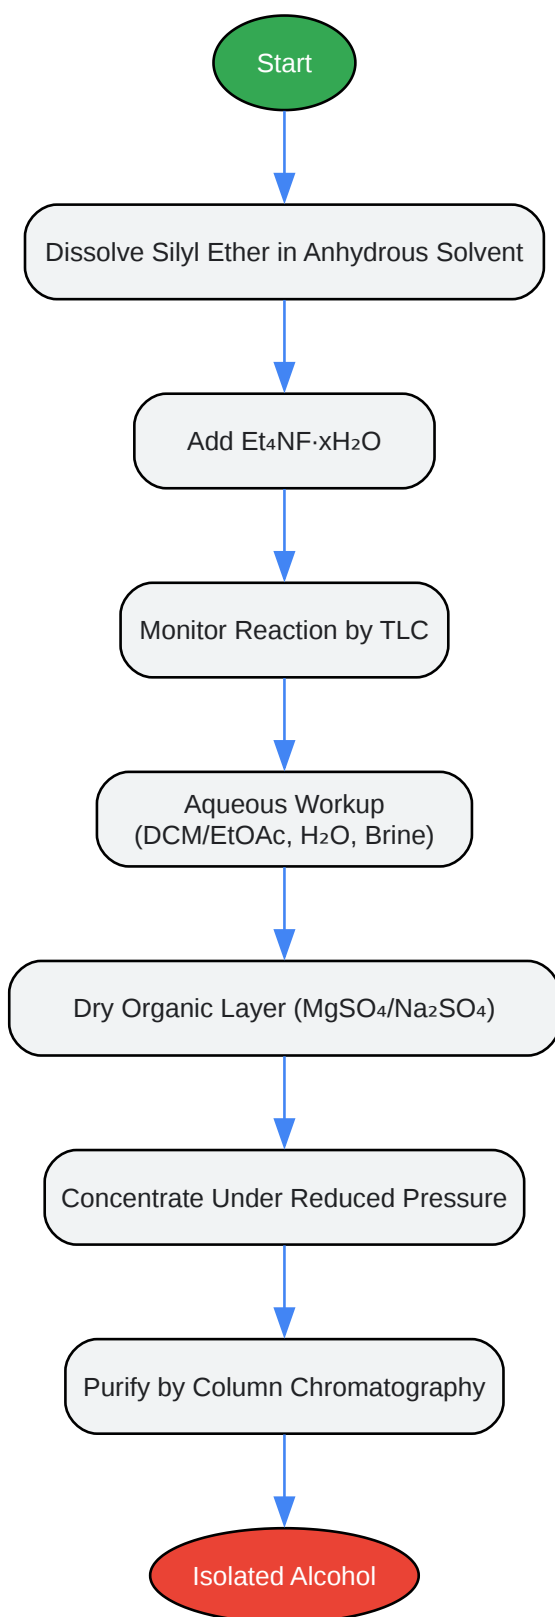 Start
Dissolve Silyl Ether in Anhydrous Solvent
Add Et₄NF·xH₂O
Monitor Reaction by TLC
Aqueous Workup
(DCM/EtOAc, H₂O, Brine)
Dry Organic Layer (MgSO₄/Na₂SO₄)
Concentrate Under Reduced Pressure
Purify by Column Chromatography
Isolated Alcohol